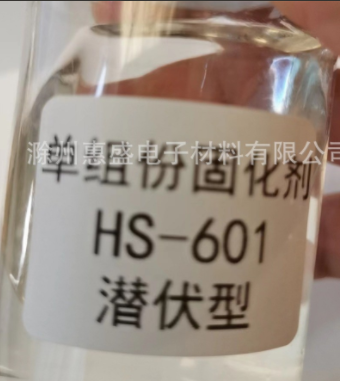 滁州惠盛电子材料有限公司
单组份固化剂
HS-601
潜伏型